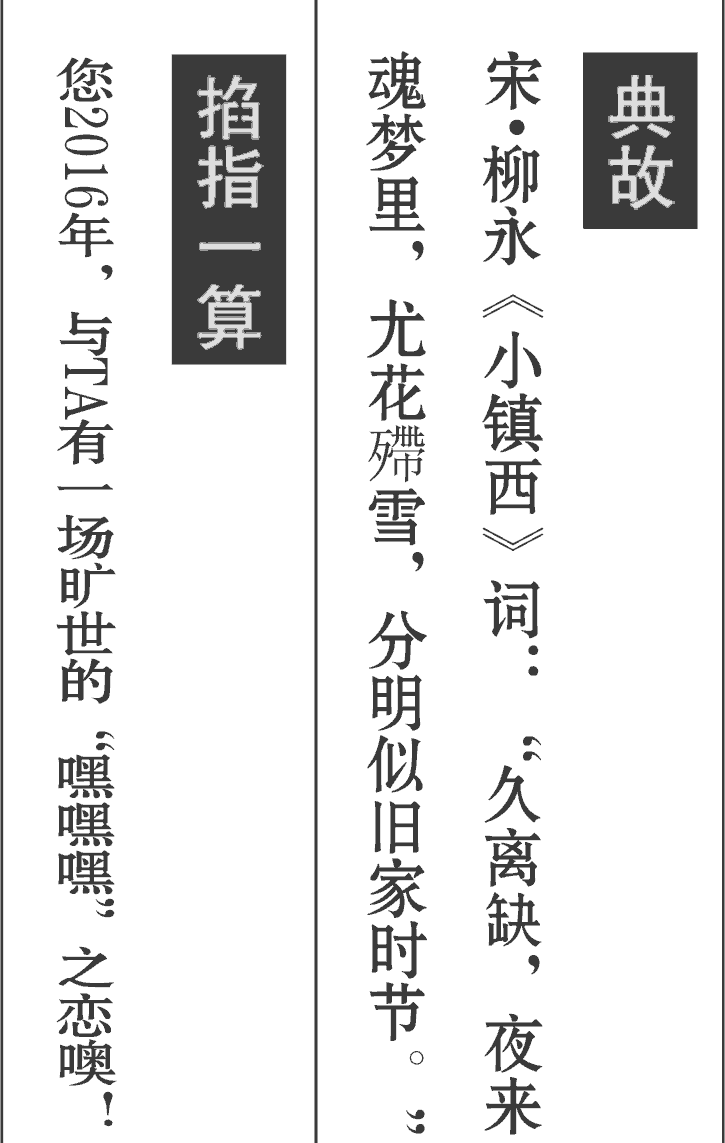 典故
宋·柳永《小镇西》词：“久离缺，夜来
魂梦里，尤花殢雪，分明似旧家时节。”
掐指一算
您2016年，与TA有一场旷世的“嘿嘿嘿”之恋噢！